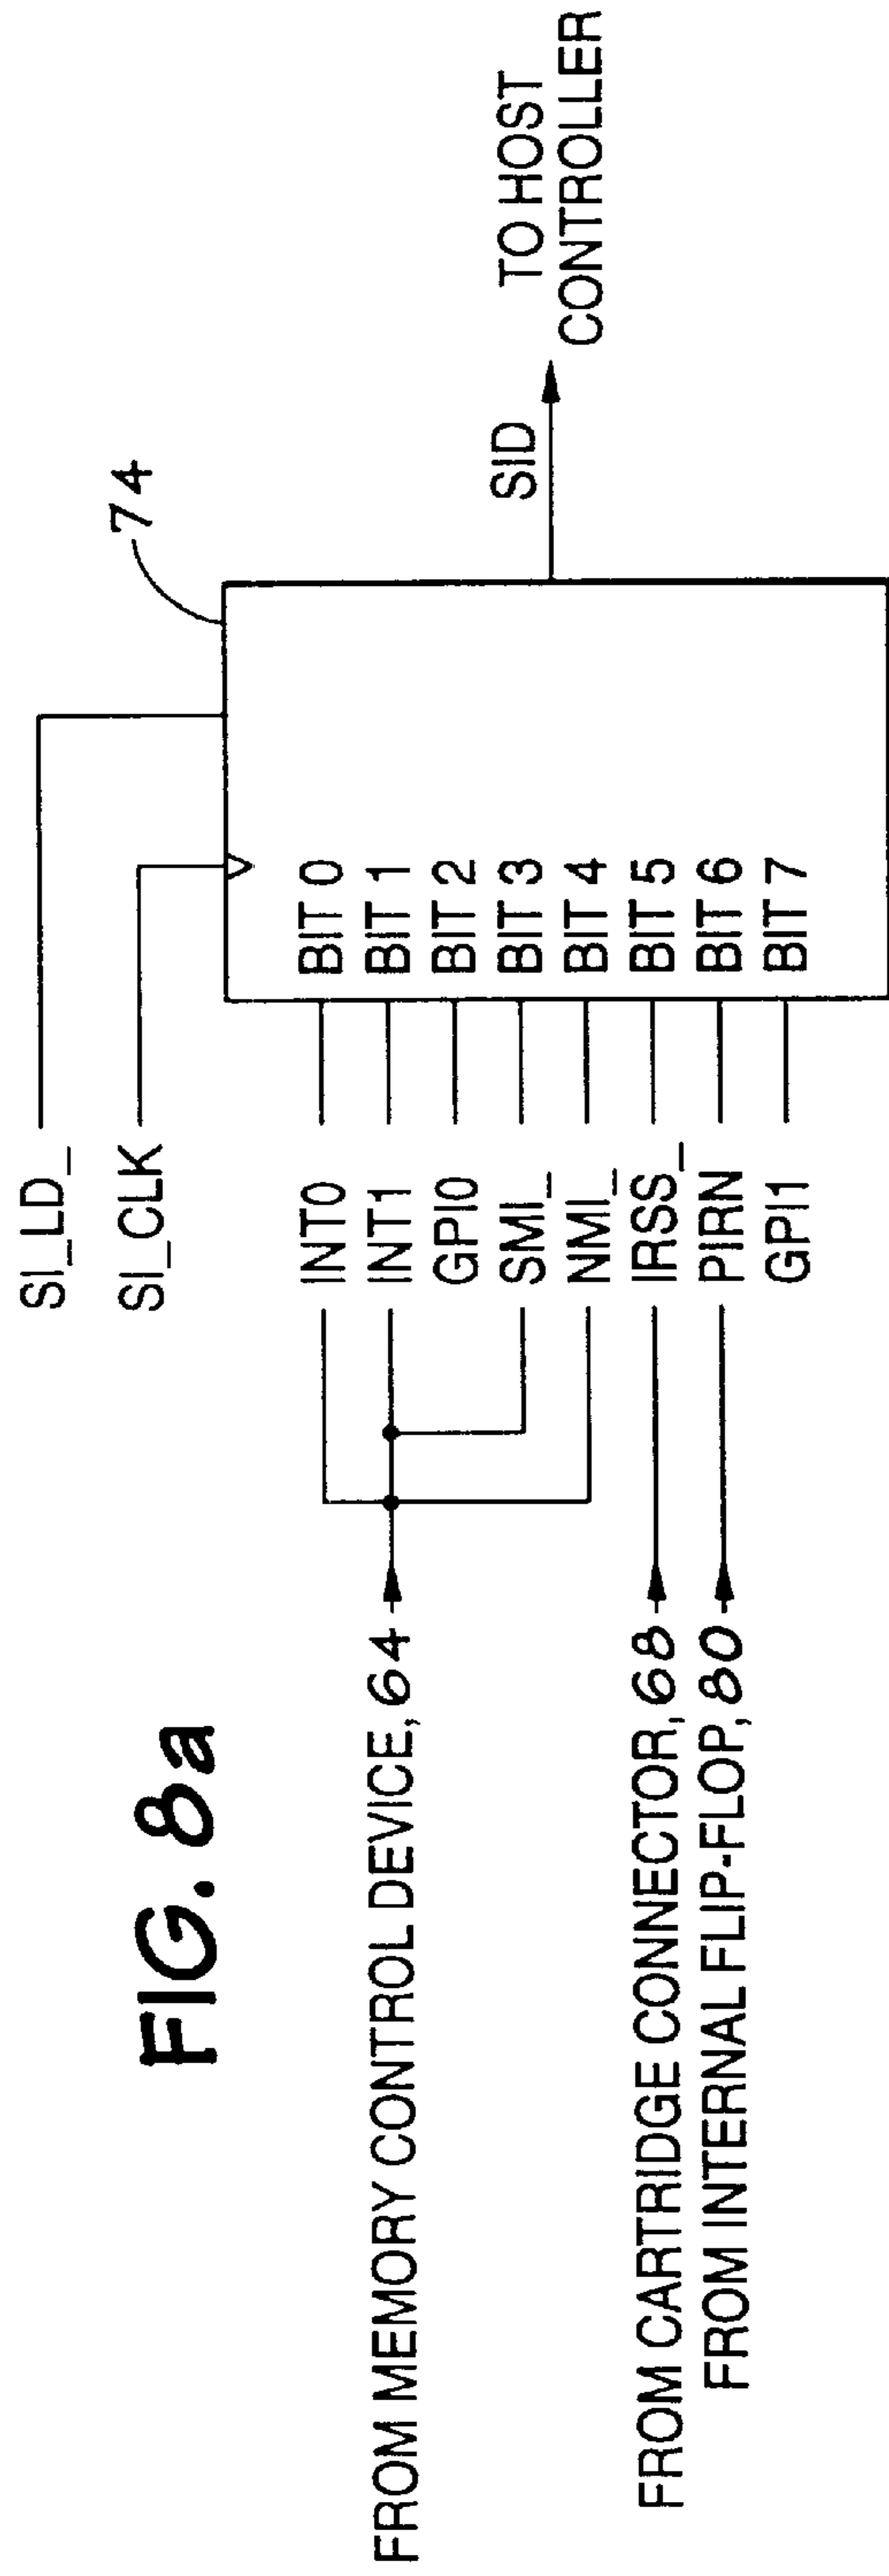 FIG. 8a
SI_LD_
SI_CLK
74
INT0 BIT 0
FROM MEMORY CONTROL DEVICE, 64 INT1 BIT 1
GPI0 BIT 2
SMI_ BIT 3
NMI_ BIT 4
FROM CARTRIDGE CONNECTOR, 68 IRSS_ BIT 5
FROM INTERNAL FLIP-FLOP, 80 PIRN BIT 6
GPI1 BIT 7
SID
TO HOST
CONTROLLER